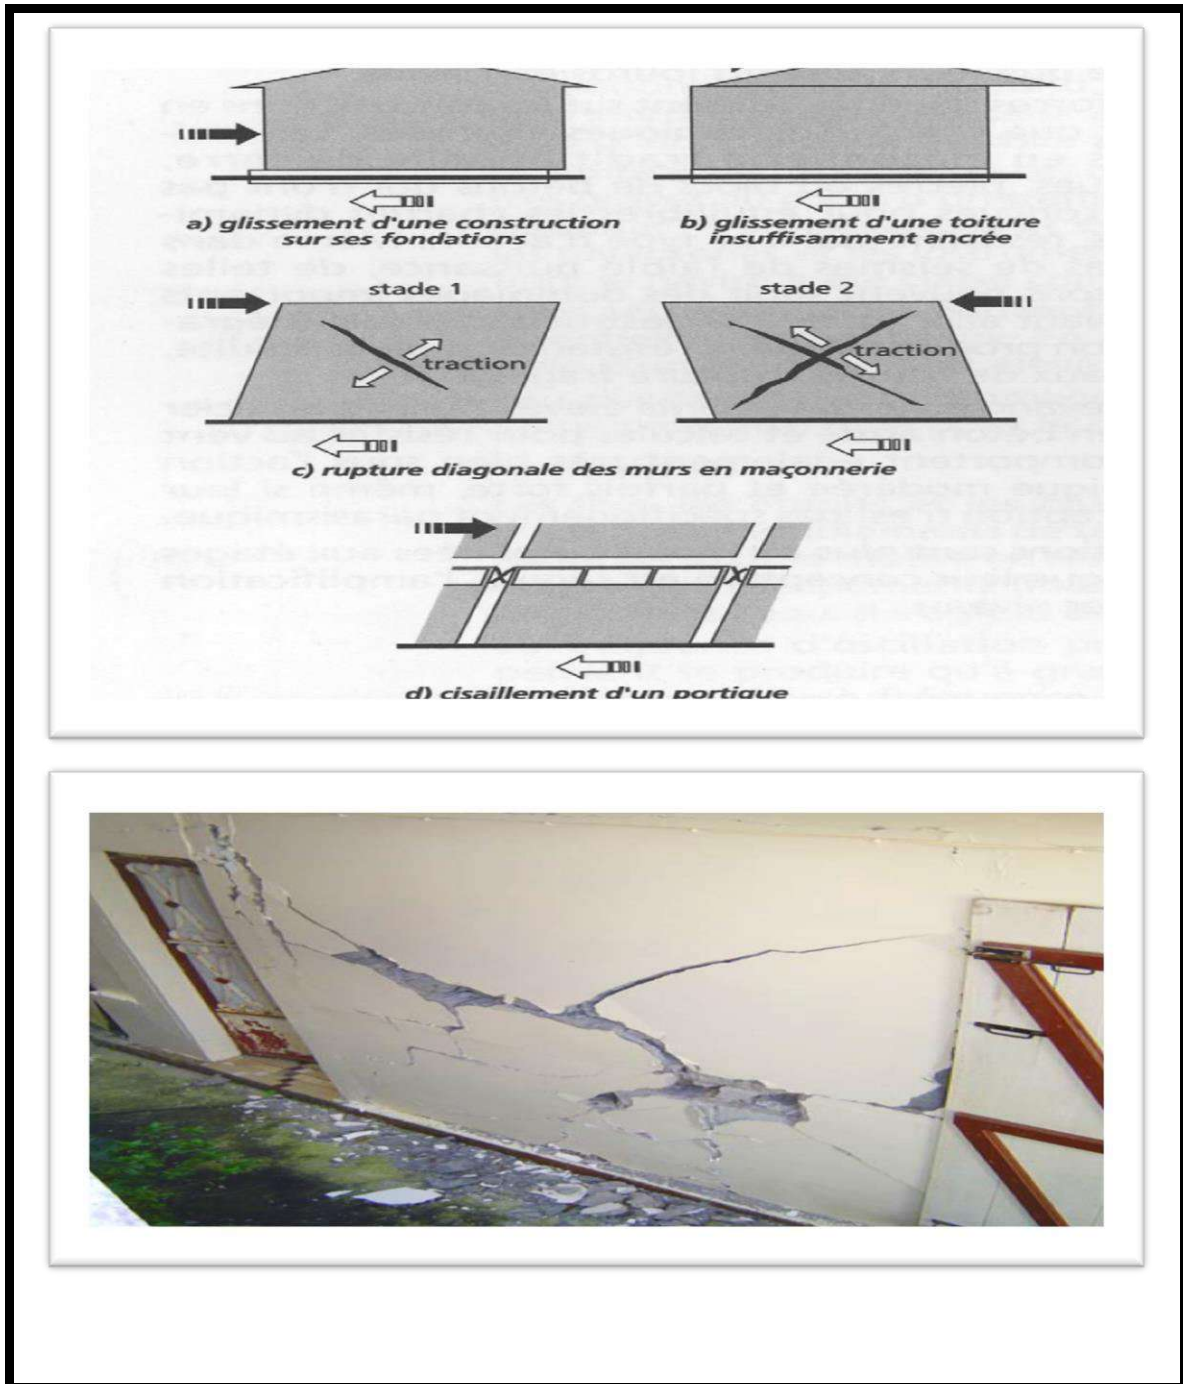 a) glissement d'une construction
sur ses fondations
b) glissement d'une toiture
insuffisamment ancrée
stade 1
traction
stade 2
traction
c) rupture diagonale des murs en maçonnerie
d) cisaillement d'un portique